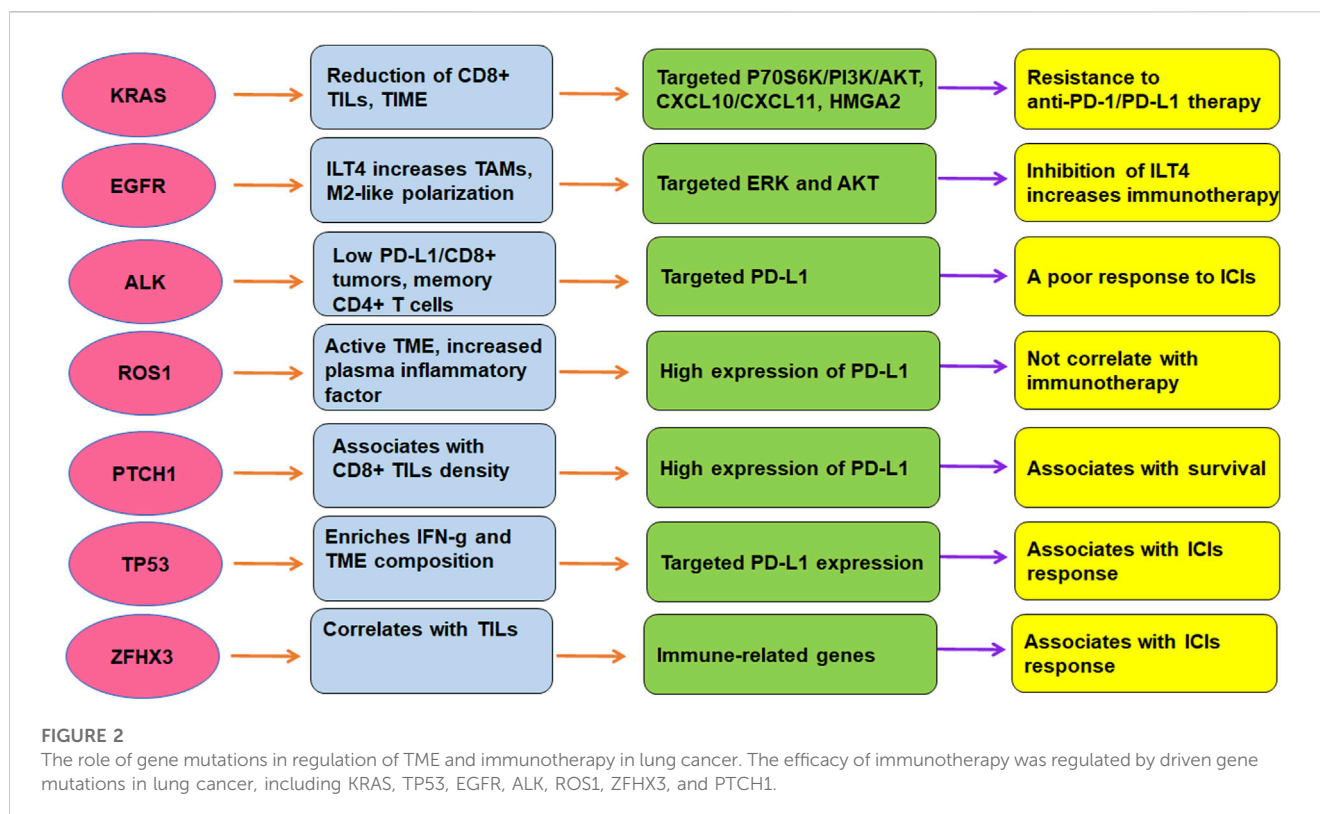 KRAS
Reduction of CD8+
TILs, TIME
Targeted P70S6K/PI3K/AKT,
CXCL10/CXCL11, HMGA2
Resistance to
anti-PD-1/PD-L1 therapy
EGFR
ILT4 increases TAMs,
M2-like polarization
Targeted ERK and AKT
Inhibition of ILT4
increases immunotherapy
ALK
Low PD-L1/CD8+
tumors, memory
CD4+ T cells
Targeted PD-L1
A poor response to ICIs
ROS1
Active TME, increased
plasma inflammatory
factor
High expression of PD-L1
Not correlate with
immunotherapy
PTCH1
Associates with
CD8+ TILs density
High expression of PD-L1
Associates with survival
TP53
Enriches IFN-g and
TME composition
Targeted PD-L1 expression
Associates with ICIs
response
ZFHX3
Correlates with TILs
Immune-related genes
Associates with ICIs
response
FIGURE 2
The role of gene mutations in regulation of TME and immunotherapy in lung cancer. The efficacy of immunotherapy was regulated by driven gene
mutations in lung cancer, including KRAS, TP53, EGFR, ALK, ROS1, ZFHX3, and PTCH1.